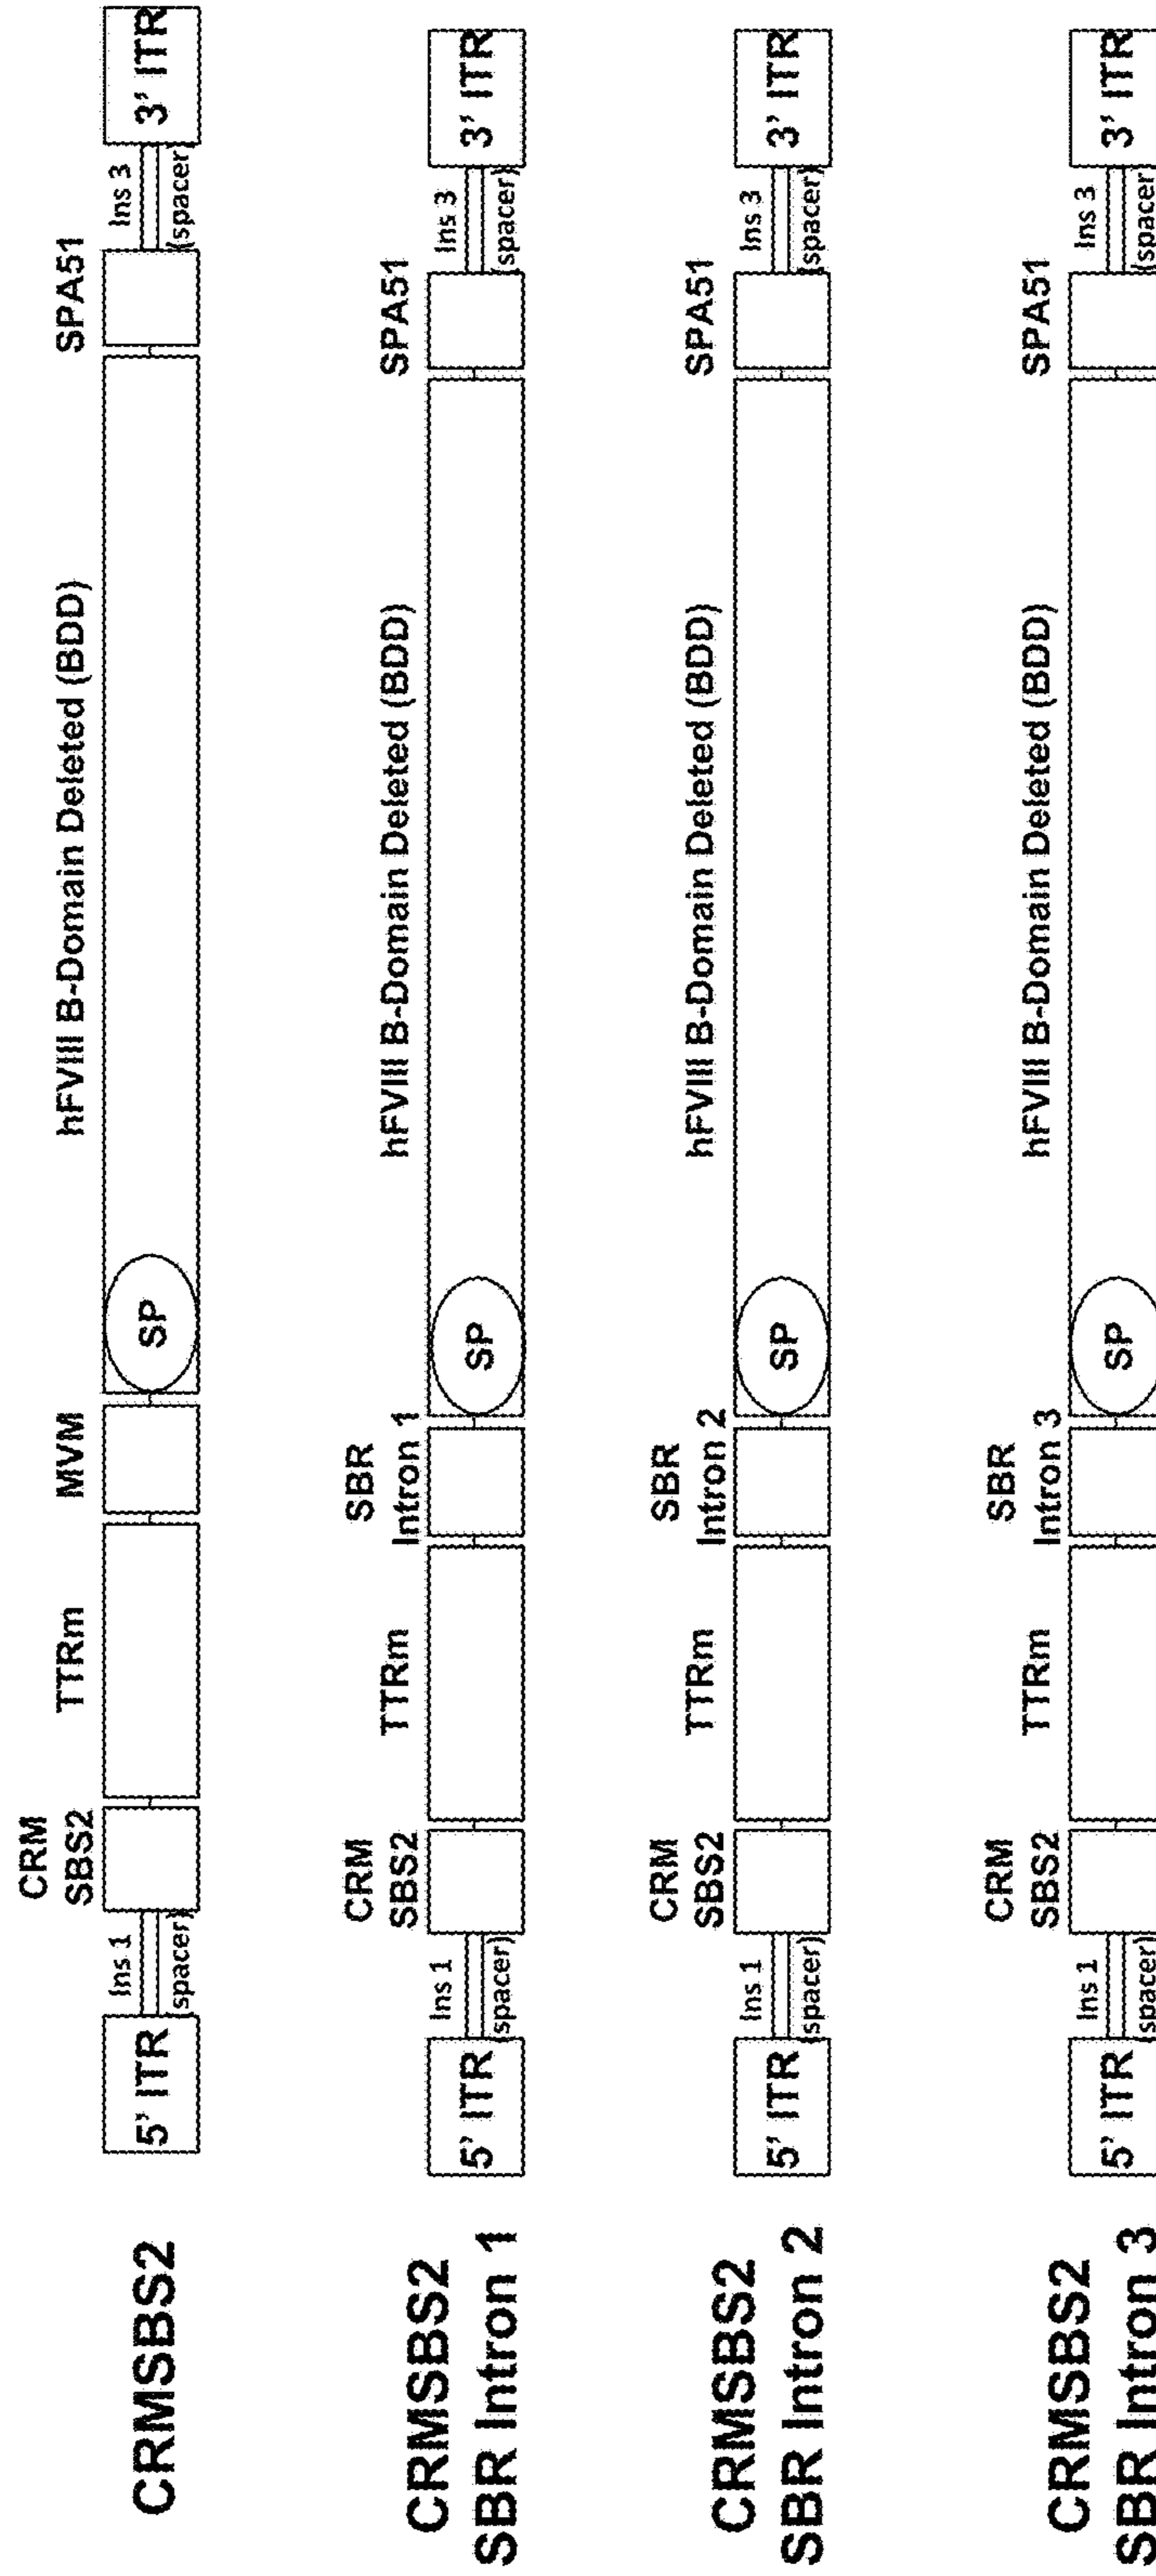 CRMSBS2
5' ITR
Ins 1
(spacer)
CRM
SBS2
TTRm
MVM
SP
hFVIII B-Domain Deleted (BDD)
SPA51
Ins 3
(spacer)
3' ITR
CRMSBS2
SBR Intron 1
5' ITR
Ins 1
(spacer)
CRM
SBS2
TTRm
SBR
Intron 1
SP
hFVIII B-Domain Deleted (BDD)
SPA51
Ins 3
(spacer)
3' ITR
CRMSBS2
SBR Intron 2
5' ITR
Ins 1
(spacer)
CRM
SBS2
TTRm
SBR
Intron 2
SP
hFVIII B-Domain Deleted (BDD)
SPA51
Ins 3
(spacer)
3' ITR
CRMSBS2
SBR Intron 3
5' ITR
Ins 1
(spacer)
CRM
SBS2
TTRm
SBR
Intron 3
SP
hFVIII B-Domain Deleted (BDD)
SPA51
Ins 3
(spacer)
3' ITR